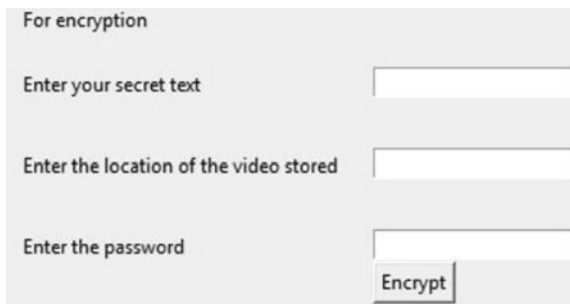 For encryption
Enter your secret text
Enter the location of the video stored
Enter the password
Encrypt